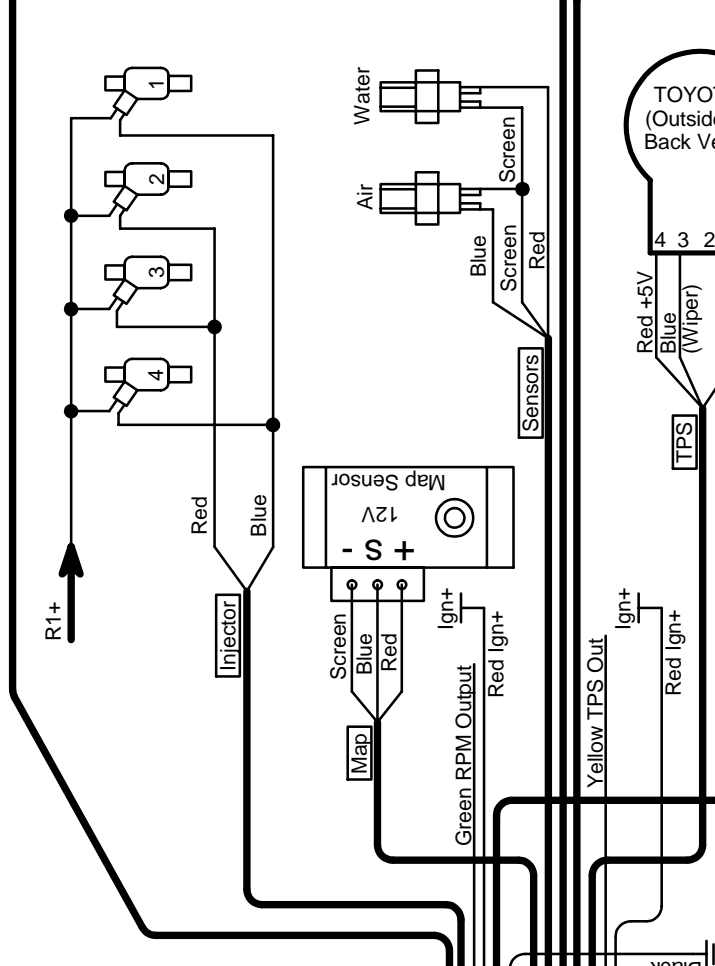 1
2
3
4
R1+
Red
Blue
Injector
Water
Air
Screen
Blue
Screen
Red
Sensors
Map Sensor
12V
- S +
Screen
Blue
Red
Map
Ign+
Green RPM Output
Red Ign+
Yellow TPS Out
Ign+
Red Ign+
TOYOT
(Outside
Back Ve
4 3 2
Red +5V
Blue
(Wiper)
TPS